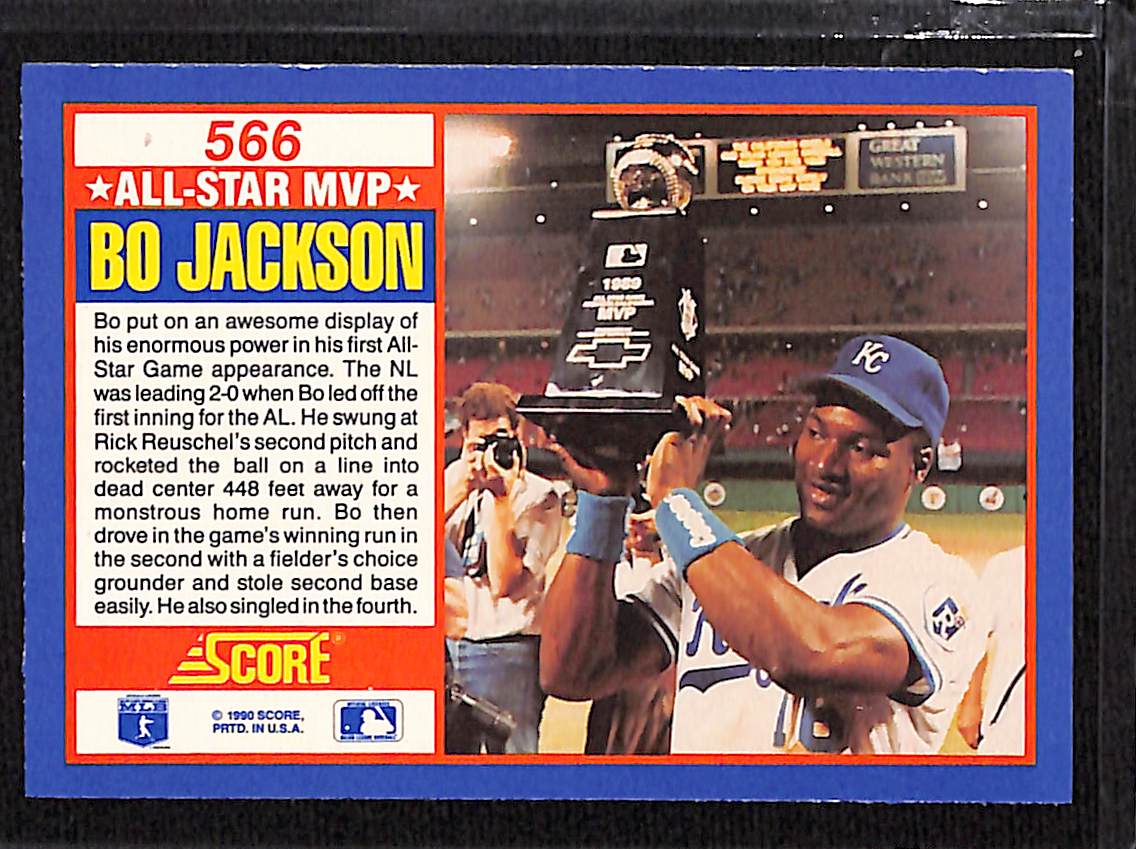 566
★ALL-STAR MVP★
BO JACKSON
Bo put on an awesome display of
his enormous power in his first All-
Star Game appearance. The NL
was leading 2-0 when Bo led off the
first inning for the AL. He swung at
Rick Reuschel's second pitch and
rocketed the ball on a line into
dead center 448 feet away for a
monstrous home run. Bo then
drove in the game's winning run in
the second with a fielder's choice
grounder and stole second base
easily. He also singled in the fourth.
SCORE®
MLB
© 1990 SCORE,
PRTD. IN U.S.A.
GREAT
WESTERN
BANK
1989
MVP
KC